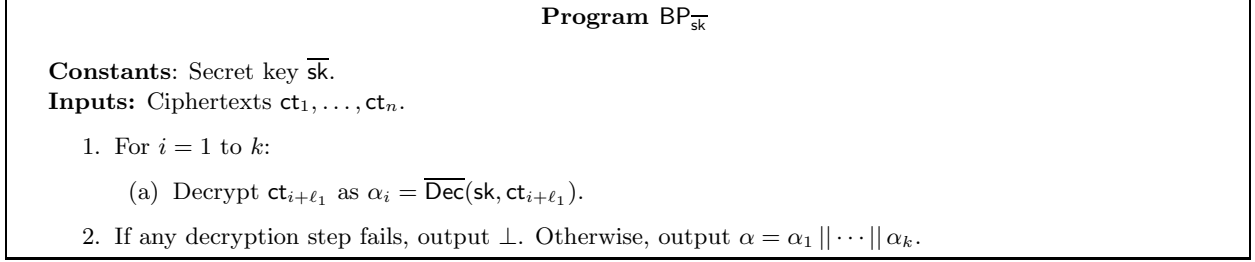 Program BP_{\overline{sk}}
Constants: Secret key \overline{sk}.
Inputs: Ciphertexts ct_1, . . . , ct_n.
1. For i = 1 to k:
(a) Decrypt ct_{i+ℓ_1} as α_i = \overline{Dec}(sk, ct_{i+ℓ_1}).
2. If any decryption step fails, output ⊥. Otherwise, output α = α_1 || · · · || α_k.